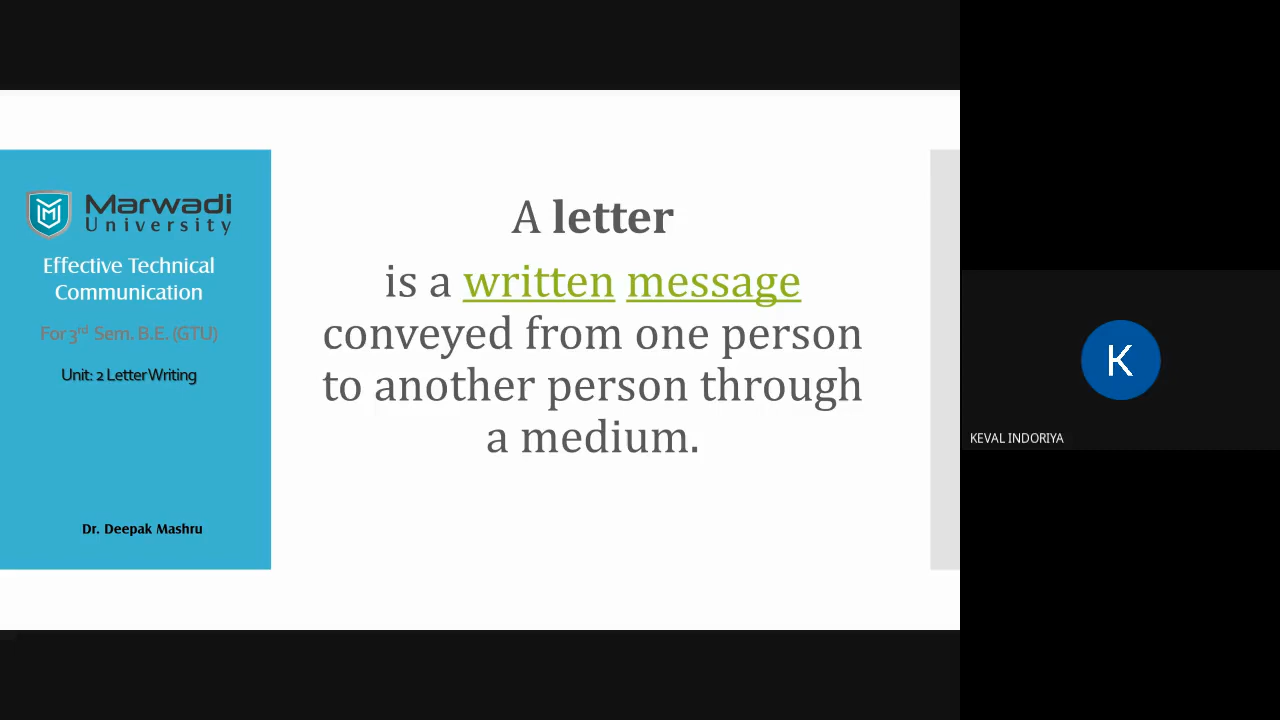 Marwadi
University
Effective Technical
Communication
For 3rd Sem. B.E. (GTU)
Unit: 2 Letter Writing
Dr. Deepak Mashru
A letter
is a written message
conveyed from one person
to another person through
a medium.
K
KEVAL INDORIYA